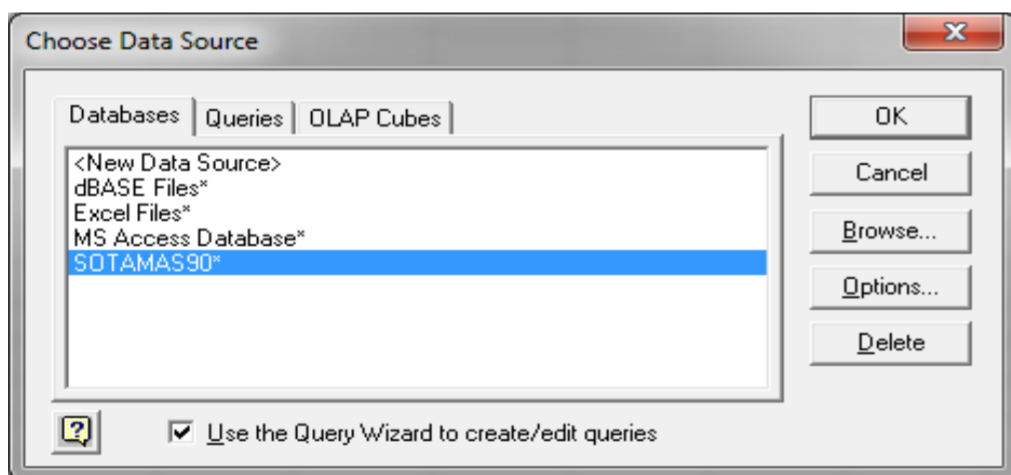 Choose Data Source
Databases Queries OLAP Cubes
<New Data Source>
dBASE Files*
Excel Files*
MS Access Database*
SOTAMAS90*
OK
Cancel
Browse...
Options...
Delete
Use the Query Wizard to create/edit queries